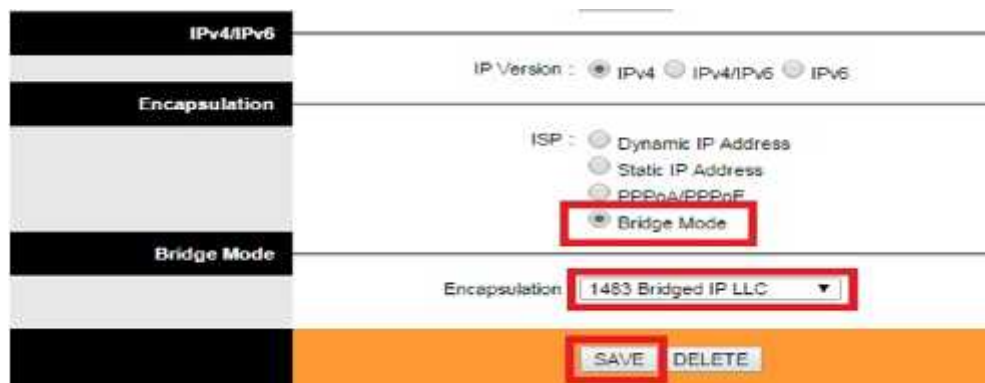 IPv4/IPv6
IP Version : IPv4 IPv4/IPv6 IPv6
Encapsulation
ISP : Dynamic IP Address
Static IP Address
PPPoA/PPPoE
Bridge Mode
Bridge Mode
Encapsulation 1483 Bridged IP LLC
SAVE DELETE